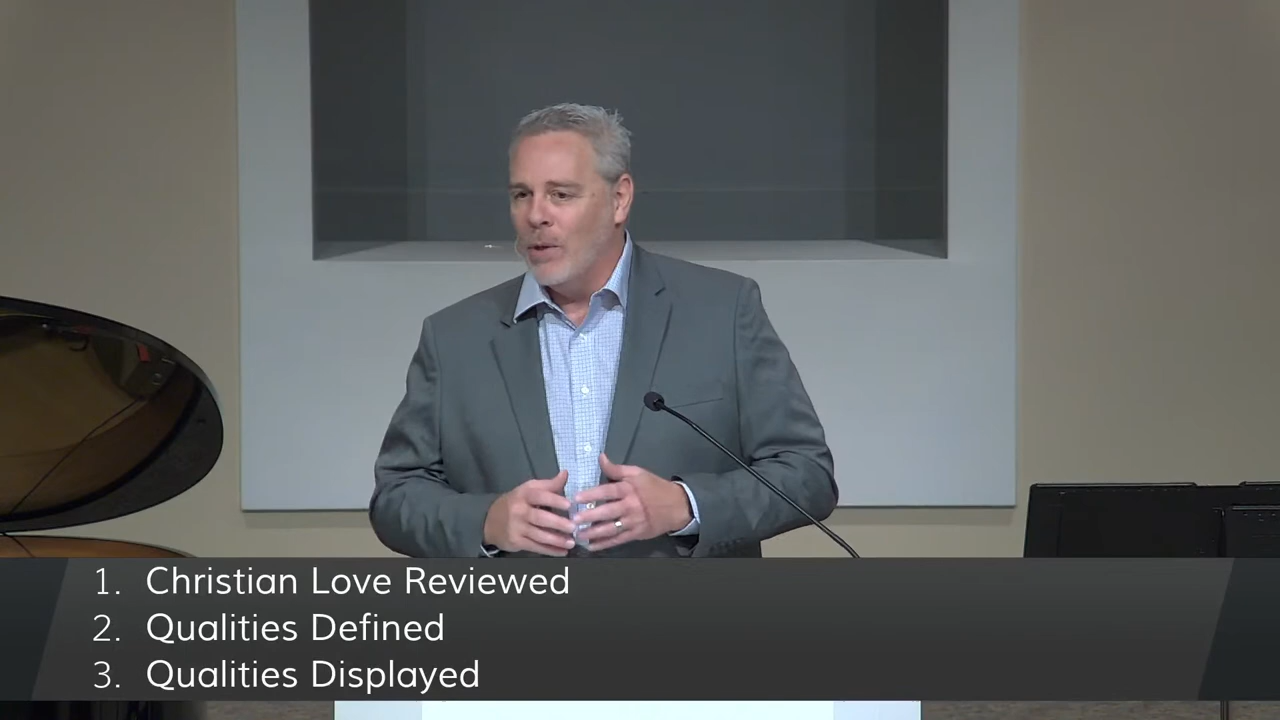 1. Christian Love Reviewed
2. Qualities Defined
3. Qualities Displayed